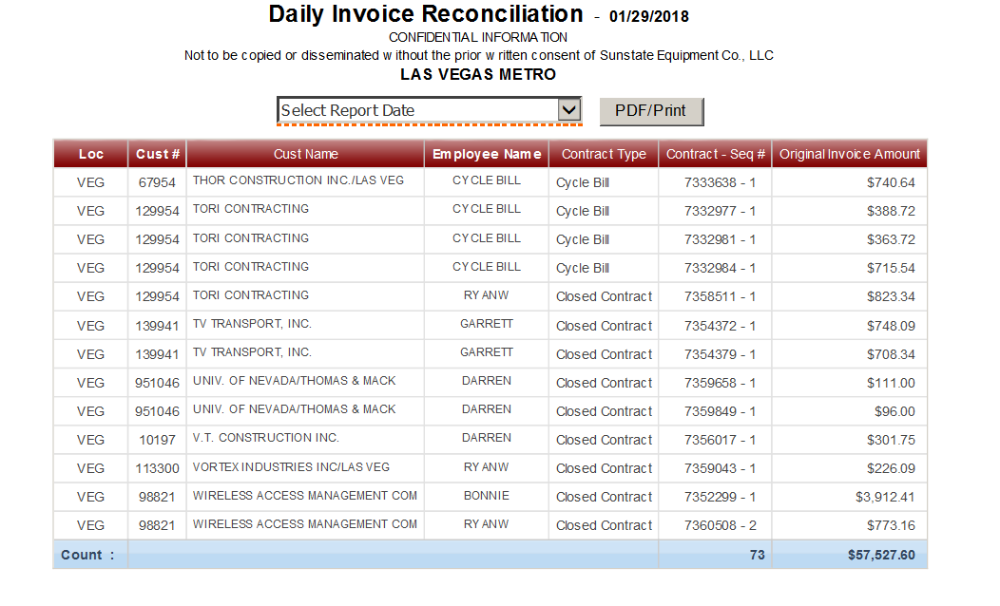 Daily Invoice Reconciliation - 01/29/2018
CONFIDENTIAL INFORMATION
Not to be copied or disseminated without the prior written consent of Sunstate Equipment Co., LLC
LAS VEGAS METRO
Select Report Date PDF/Print
Loc Cust # Cust Name Employee Name Contract Type Contract - Seq # Original Invoice Amount
VEG 67954 THOR CONSTRUCTION INC./LAS VEG CYCLE BILL Cycle Bill 7333638 - 1 $740.64
VEG 129954 TORI CONTRACTING CYCLE BILL Cycle Bill 7332977 - 1 $388.72
VEG 129954 TORI CONTRACTING CYCLE BILL Cycle Bill 7332981 - 1 $363.72
VEG 129954 TORI CONTRACTING CYCLE BILL Cycle Bill 7332984 - 1 $715.54
VEG 129954 TORI CONTRACTING RYANW Closed Contract 7358511 - 1 $823.34
VEG 139941 TV TRANSPORT, INC. GARRETT Closed Contract 7354372 - 1 $748.09
VEG 139941 TV TRANSPORT, INC. GARRETT Closed Contract 7354379 - 1 $708.34
VEG 951046 UNIV. OF NEVADA/THOMAS & MACK DARREN Closed Contract 7359658 - 1 $111.00
VEG 951046 UNIV. OF NEVADA/THOMAS & MACK DARREN Closed Contract 7359849 - 1 $96.00
VEG 10197 V.T. CONSTRUCTION INC. DARREN Closed Contract 7356017 - 1 $301.75
VEG 113300 VORTEX INDUSTRIES INC/LAS VEG RYANW Closed Contract 7359043 - 1 $226.09
VEG 98821 WIRELESS ACCESS MANAGEMENT COM BONNIE Closed Contract 7352299 - 1 $3,912.41
VEG 98821 WIRELESS ACCESS MANAGEMENT COM RYANW Closed Contract 7360508 - 2 $773.16
Count : 73 $57,527.60